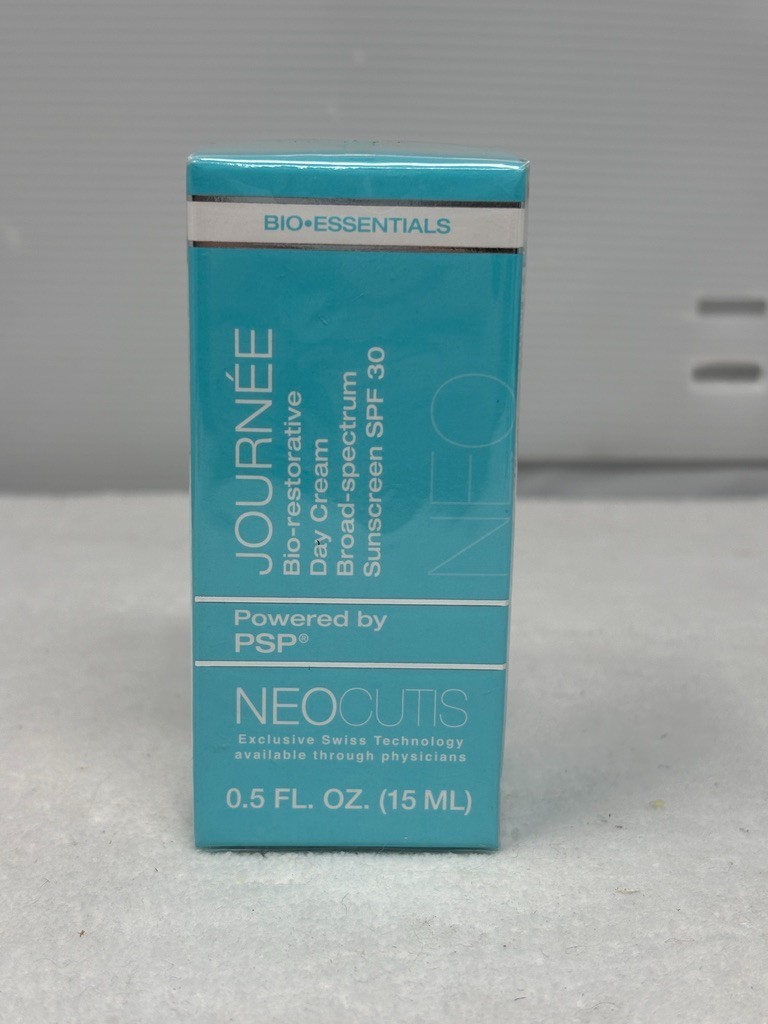 BIO•ESSENTIALS
JOURNÉE
Bio-restorative
Day Cream
Broad-spectrum
Sunscreen SPF 30
NEO
Powered by
PSP®
NEOCUTIS
Exclusive Swiss Technology
available through physicians
0.5 FL. OZ. (15 ML)